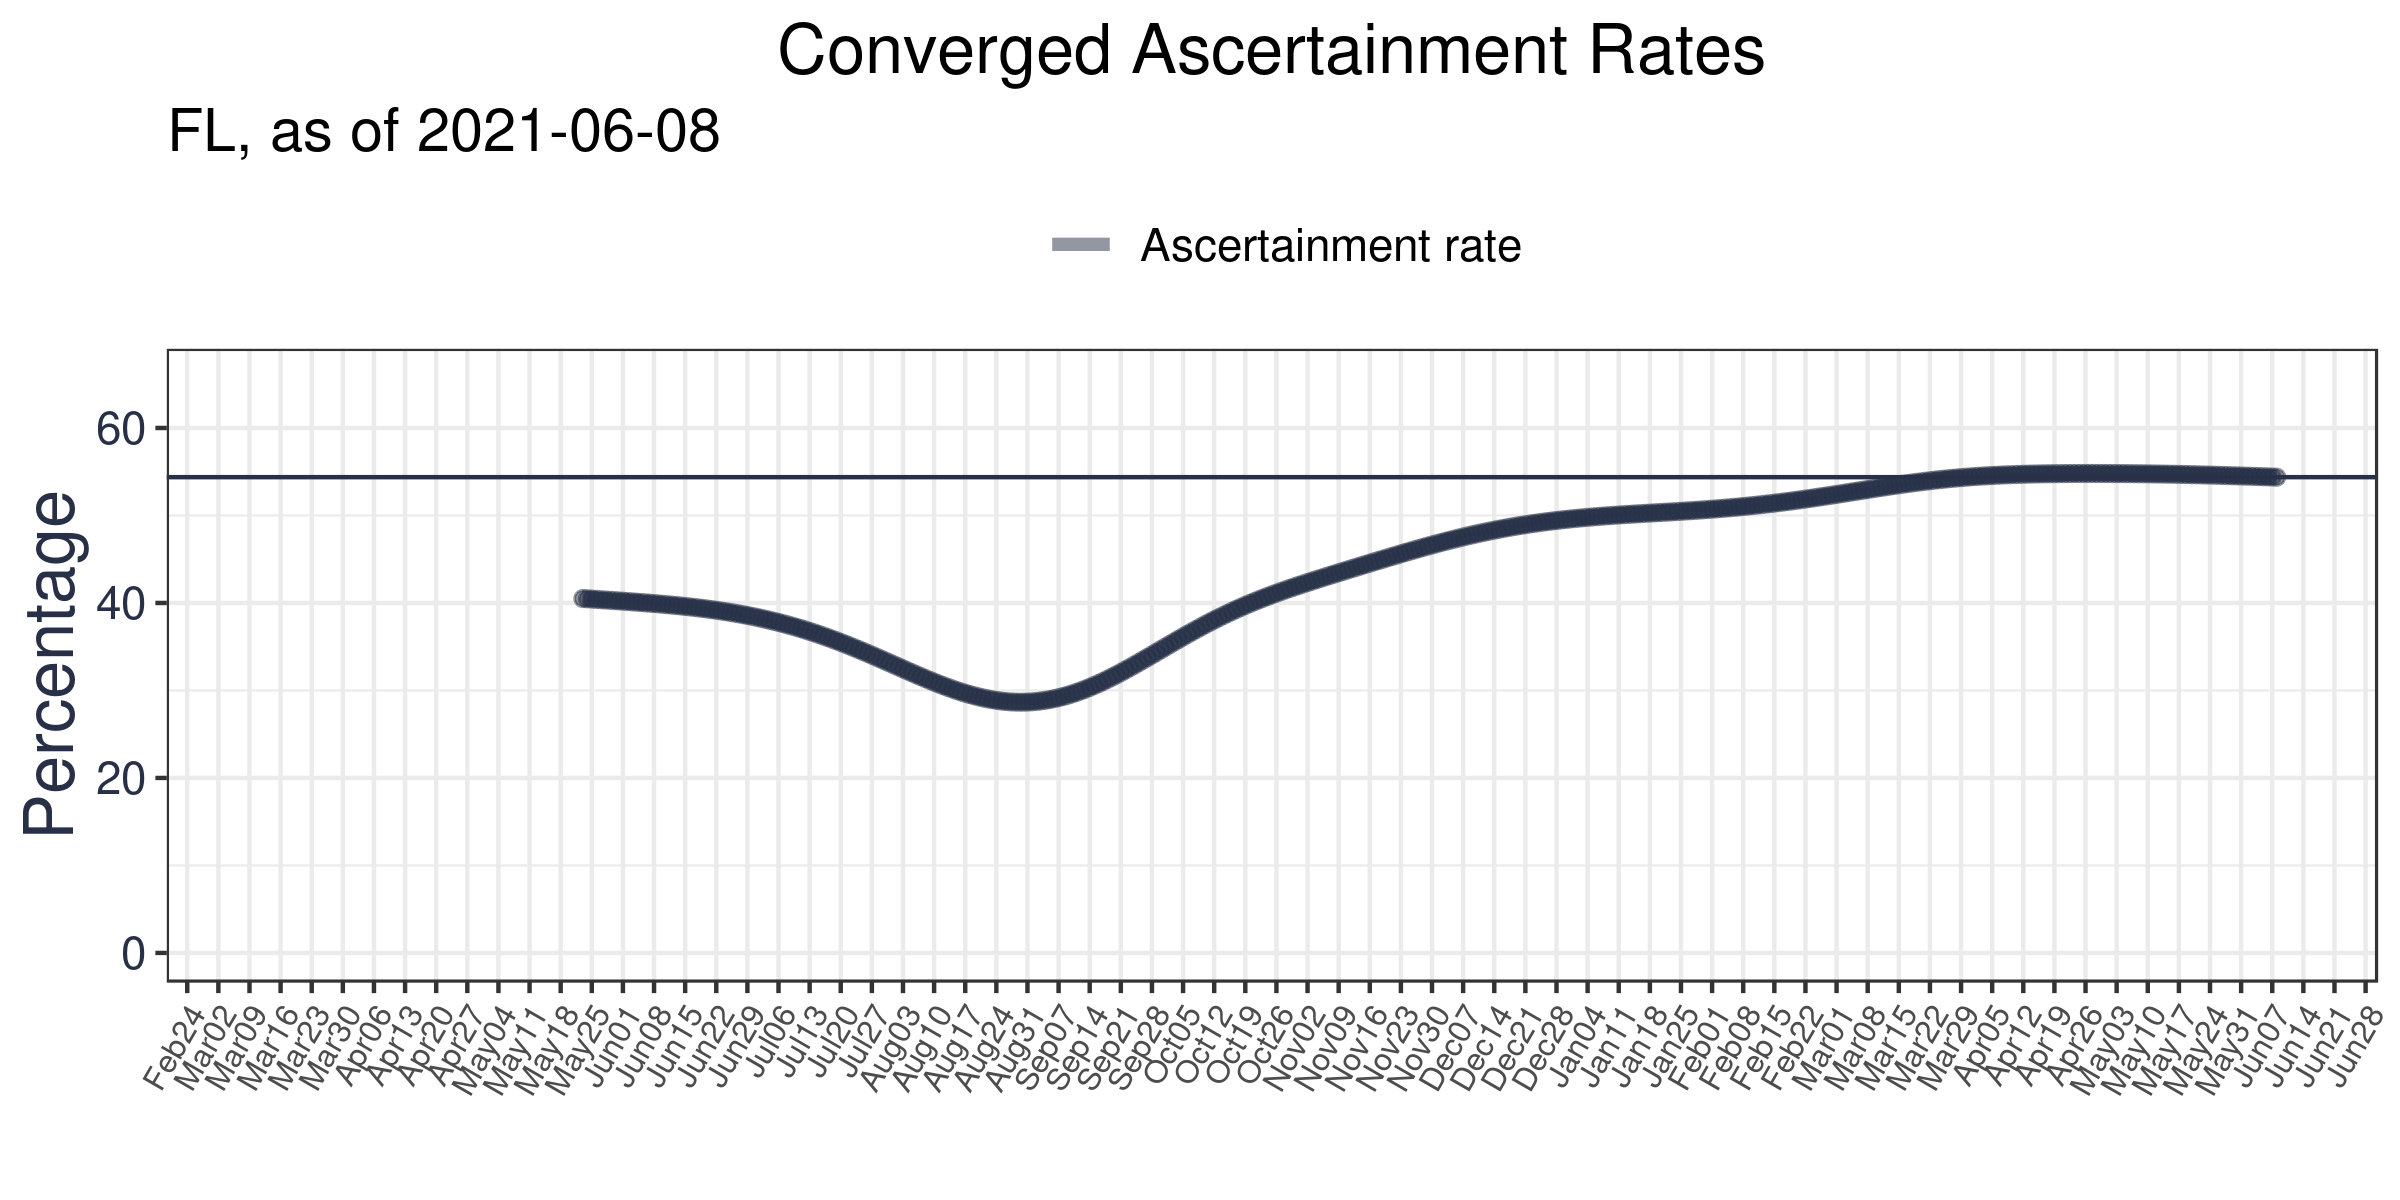 Converged Ascertainment Rates
FL, as of 2021-06-08
Ascertainment rate
Percentage
60
40
20
0
Feb24
Mar02
Mar09
Mar16
Mar23
Mar30
Apr06
Apr13
Apr20
Apr27
May04
May11
May18
May25
Jun01
Jun08
Jun15
Jun22
Jun29
Jul06
Jul13
Jul20
Jul27
Aug03
Aug10
Aug17
Aug24
Aug31
Sep07
Sep14
Sep21
Sep28
Oct05
Oct12
Oct19
Oct26
Nov02
Nov09
Nov16
Nov23
Nov30
Dec07
Dec14
Dec21
Dec28
Jan04
Jan11
Jan18
Jan25
Feb01
Feb08
Feb15
Feb22
Mar01
Mar08
Mar15
Mar22
Mar29
Apr05
Apr12
Apr19
Apr26
May03
May10
May17
May24
May31
Jun07
Jun14
Jun21
Jun28